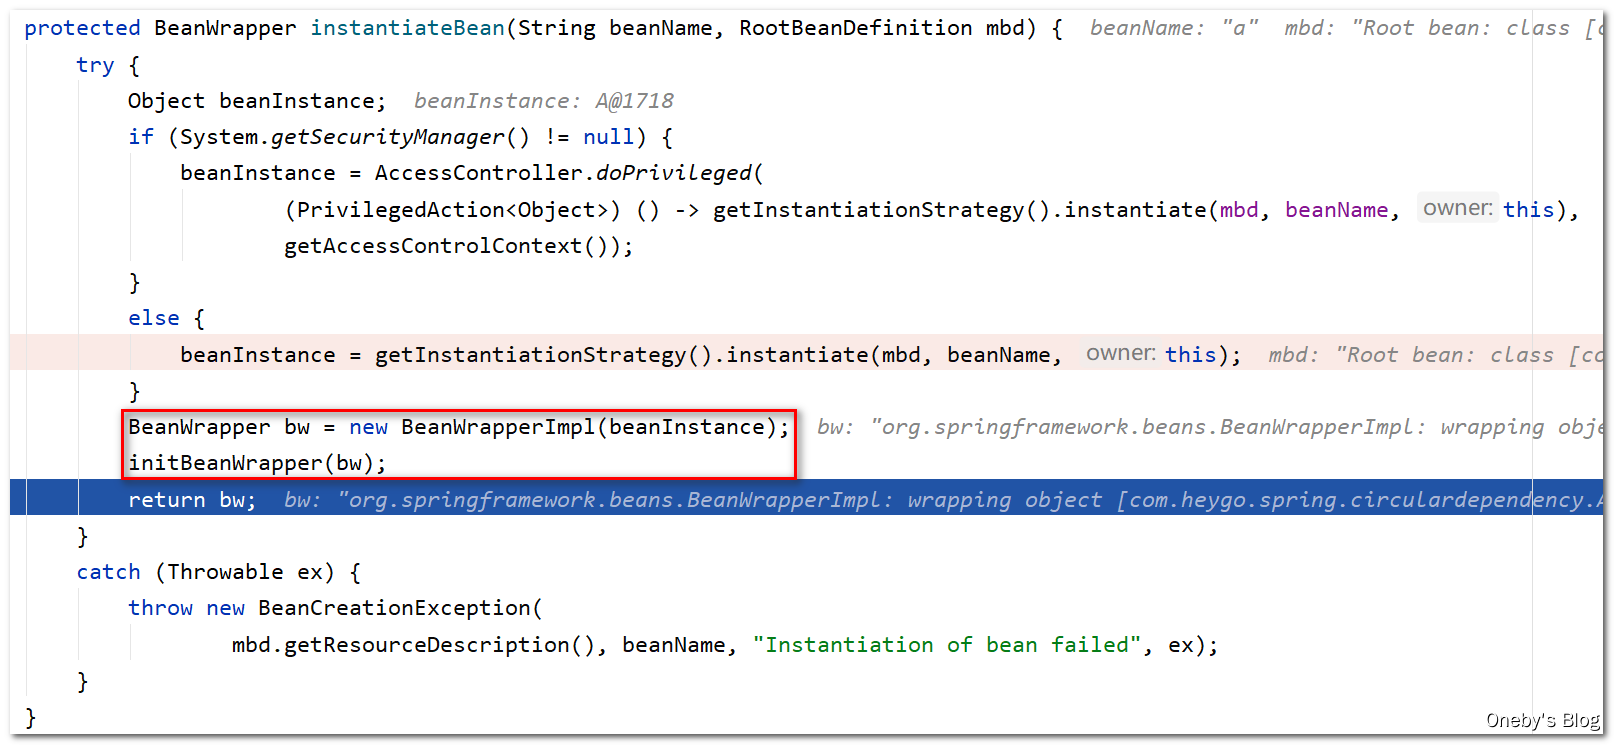 protected BeanWrapper instantiateBean(String beanName, RootBeanDefinition mbd) {  beanName: "a"  mbd: "Root bean: class [c
    try {
        Object beanInstance;  beanInstance: A@1718
        if (System.getSecurityManager() != null) {
            beanInstance = AccessController.doPrivileged(
                    (PrivilegedAction<Object>) () -> getInstantiationStrategy().instantiate(mbd, beanName, owner: this),
                    getAccessControlContext());
        }
        else {
            beanInstance = getInstantiationStrategy().instantiate(mbd, beanName, owner: this);  mbd: "Root bean: class [co
        }
        BeanWrapper bw = new BeanWrapperImpl(beanInstance);  bw: "org.springframework.beans.BeanWrapperImpl: wrapping obje
        initBeanWrapper(bw);
        return bw;  bw: "org.springframework.beans.BeanWrapperImpl: wrapping object [com.heygo.spring.circulardependency.A
    }
    catch (Throwable ex) {
        throw new BeanCreationException(
                mbd.getResourceDescription(), beanName, "Instantiation of bean failed", ex);
    }
}
Oneby's Blog